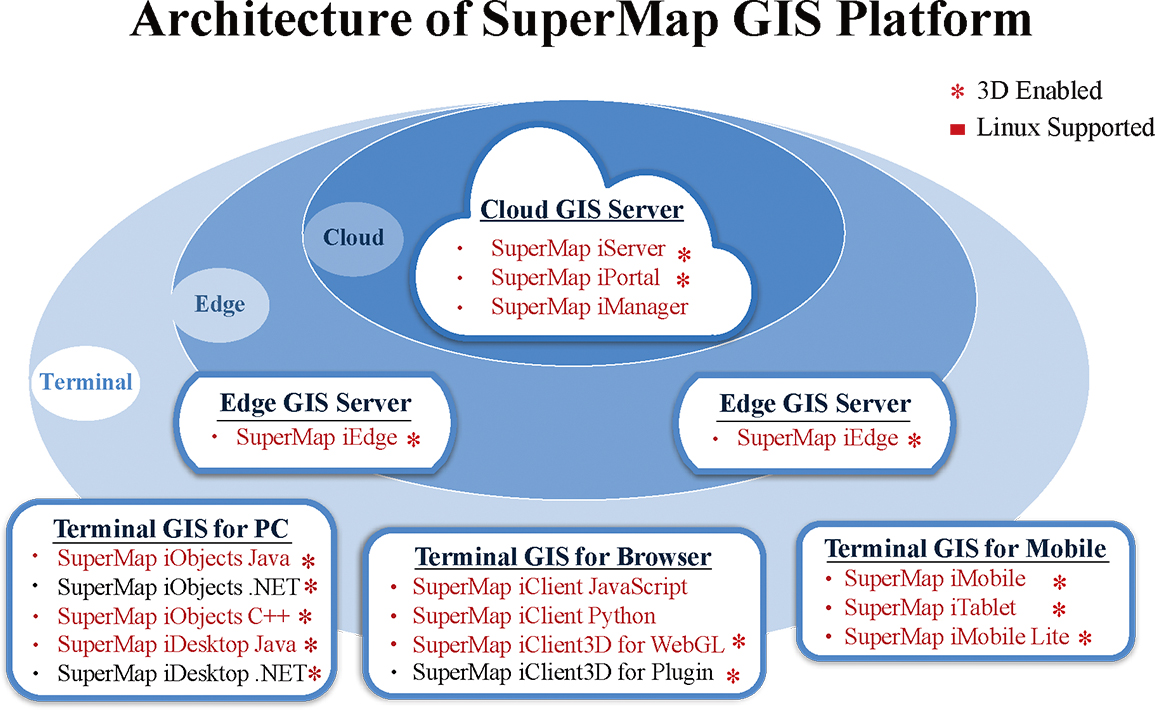 Architecture of SuperMap GIS Platform
* 3D Enabled
Linux Supported
Cloud
Cloud GIS Server
· SuperMap iServer *
· SuperMap iPortal *
· SuperMap iManager
Edge
Terminal
Edge GIS Server
· SuperMap iEdge *
Edge GIS Server
· SuperMap iEdge *
Terminal GIS for PC
· SuperMap iObjects Java *
· SuperMap iObjects .NET *
· SuperMap iObjects C++ *
· SuperMap iDesktop Java *
· SuperMap iDesktop .NET *
Terminal GIS for Browser
· SuperMap iClient JavaScript
· SuperMap iClient Python
· SuperMap iClient3D for WebGL *
· SuperMap iClient3D for Plugin *
Terminal GIS for Mobile
· SuperMap iMobile *
· SuperMap iTablet *
· SuperMap iMobile Lite *